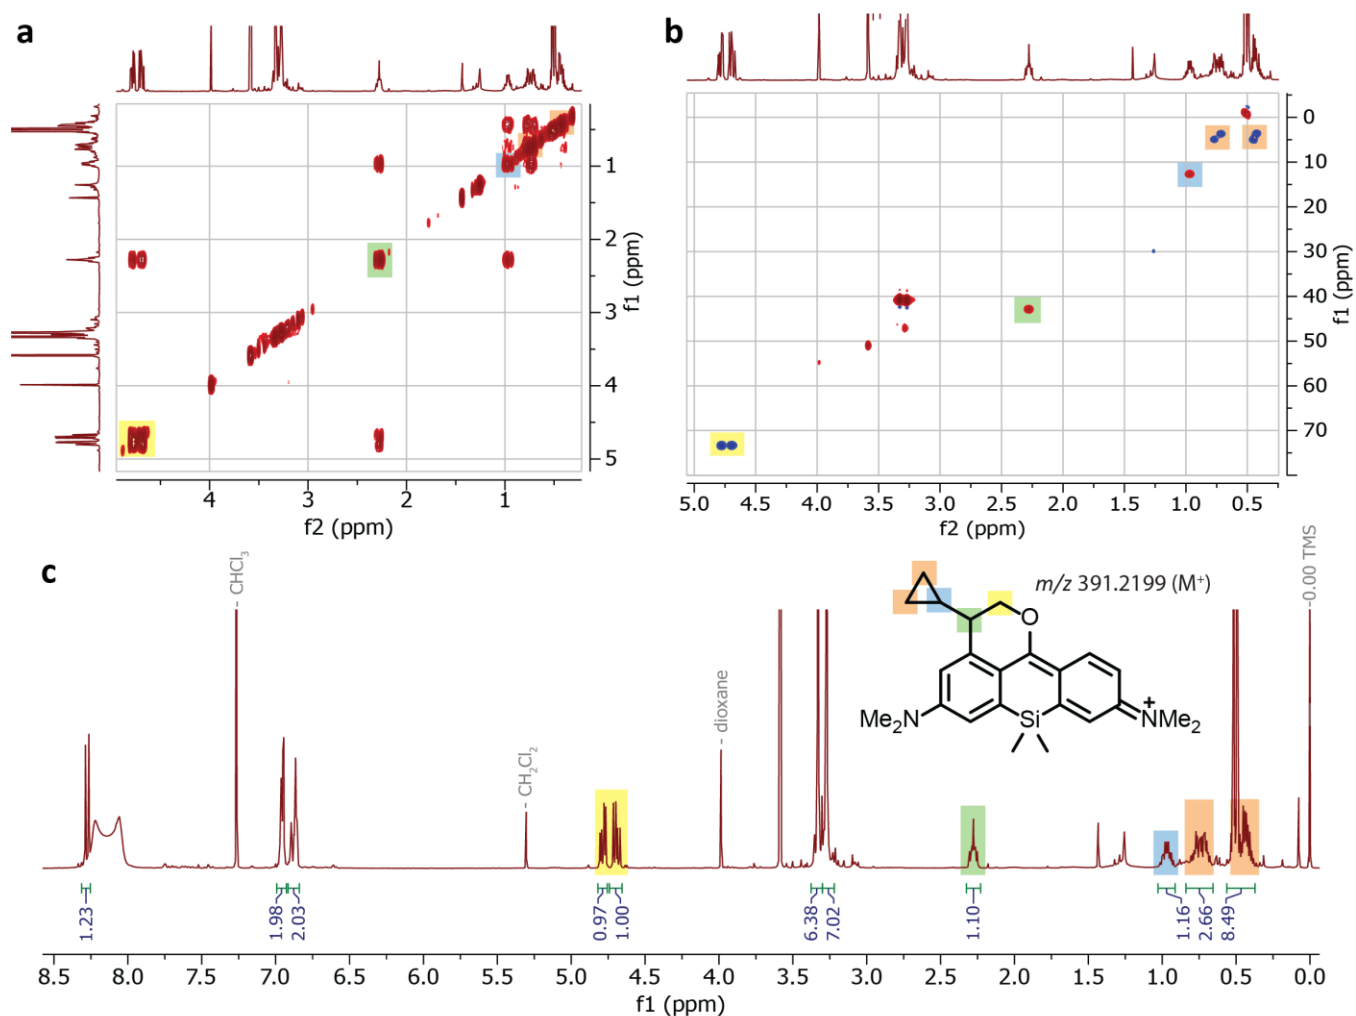 a
1
2
3
4
5
f1 (ppm)
4
3
2
1
f2 (ppm)
b
0
10
20
30
40
50
60
70
f1 (ppm)
5.0 4.5 4.0 3.5 3.0 2.5 2.0 1.5 1.0 0.5
f2 (ppm)
c
CHCl3
CH2Cl2
dioxane
0.00 TMS
m/z 391.2199 (M+)
O
Me2N
Si
+
NMe2
1.23
1.98
2.03
0.97
1.00
6.38
7.02
1.10
1.16
2.66
8.49
8.5 8.0 7.5 7.0 6.5 6.0 5.5 5.0 4.5 4.0 3.5 3.0 2.5 2.0 1.5 1.0 0.5 0.0
f1 (ppm)